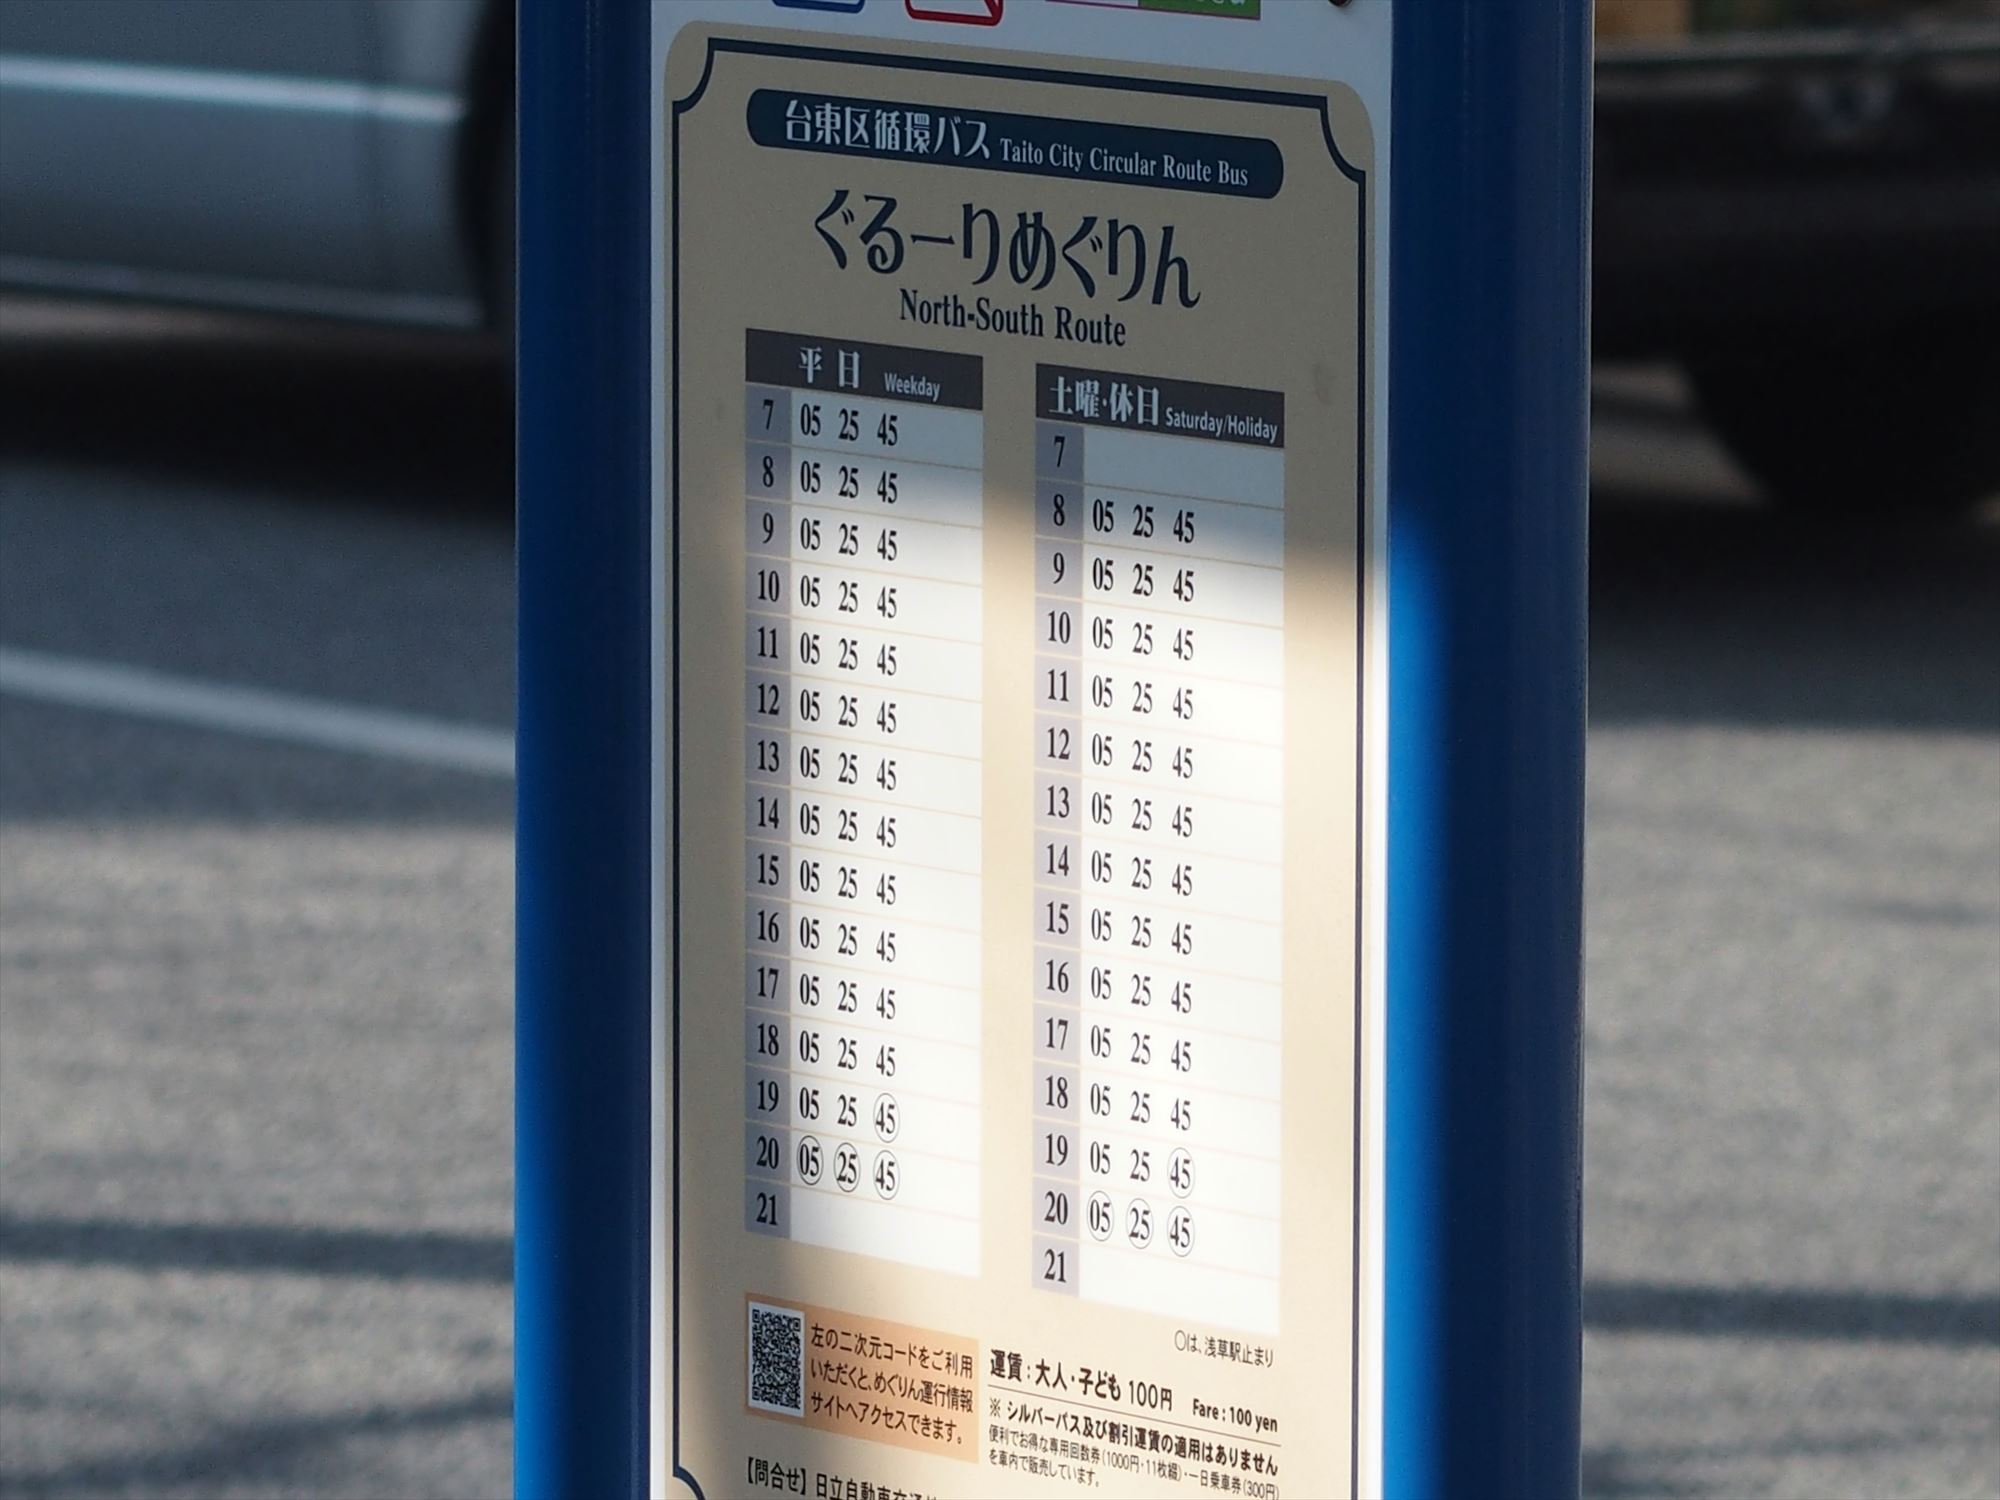 台東区循環バス Taito City Circular Route Bus
ぐるーりめぐりん
North-South Route
平日 Weekday
7 05 25 45
8 05 25 45
9 05 25 45
10 05 25 45
11 05 25 45
12 05 25 45
13 05 25 45
14 05 25 45
15 05 25 45
16 05 25 45
17 05 25 45
18 05 25 45
19 05 25 ㊺
20 05 25 ㊺
21
土曜・休日 Saturday/Holiday
7
8 05 25 45
9 05 25 45
10 05 25 45
11 05 25 45
12 05 25 45
13 05 25 45
14 05 25 45
15 05 25 45
16 05 25 45
17 05 25 45
18 05 25 45
19 05 25 ㊺
20 05 25 ㊺
21
〇は、浅草駅止まり
左の二次元コードをご利用
いただくと、めぐりん運行情報
サイトへアクセスできます。
運賃：大人・子ども 100円 Fare : 100 yen
※ シルバーパス及び割引運賃の適用はありません
便利でお得な専用回数券（1000円・11枚綴）・一日乗車券（300円）
を車内で販売しています。
【問合せ】日立自動車交通